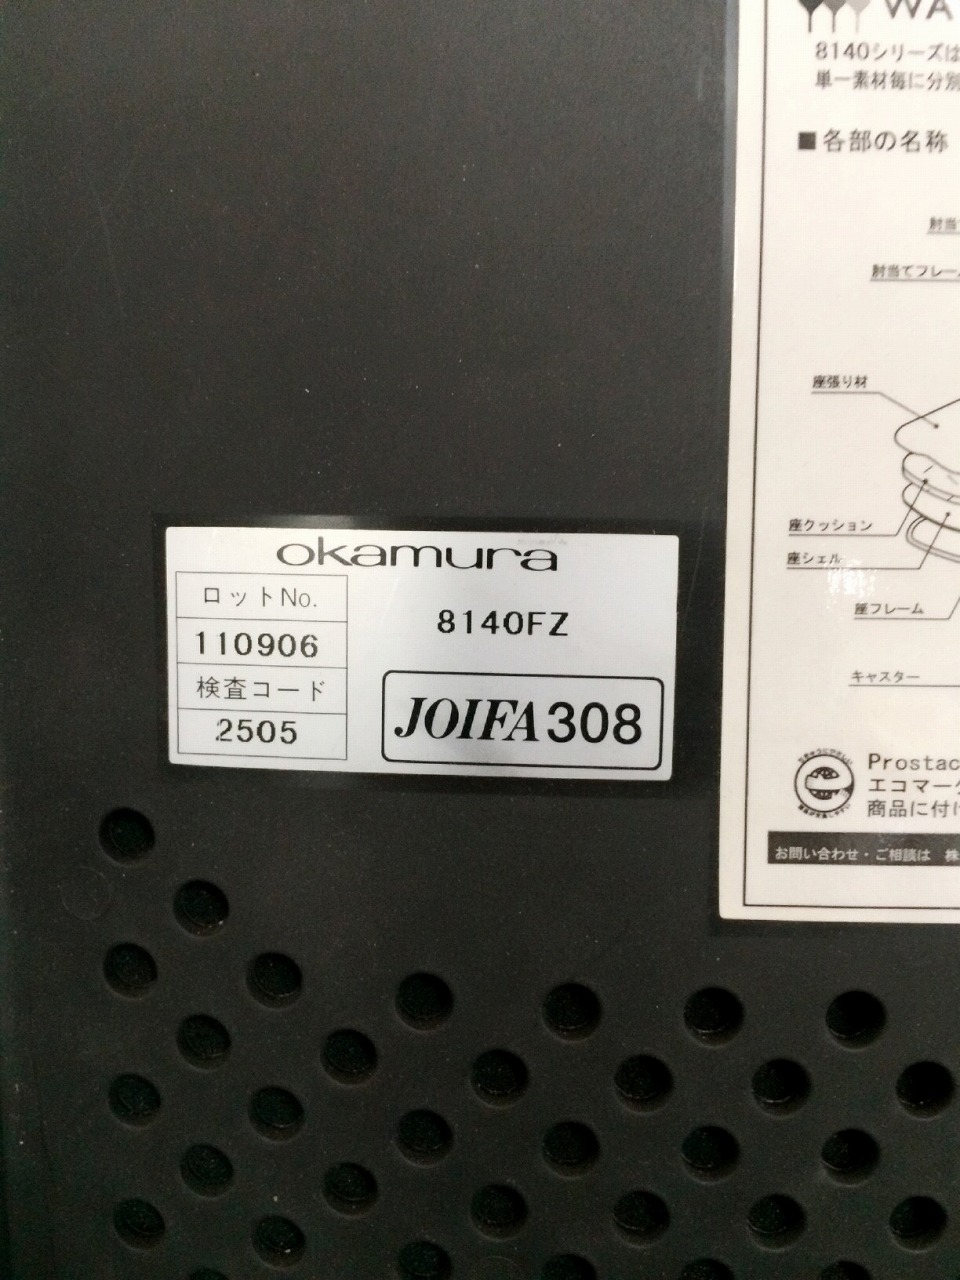 okamura
ロットNo.
110906
検査コード
2505
8140FZ
JOIFA308
WA
8140シリーズは
単一素材毎に分別
■各部の名称
肘当
肘当てフレー
座張り材
座クッション
座シェル
座フレーム
キャスター
Prostac
エコマーク
商品に付け
お問い合わせ・ご相談は 株